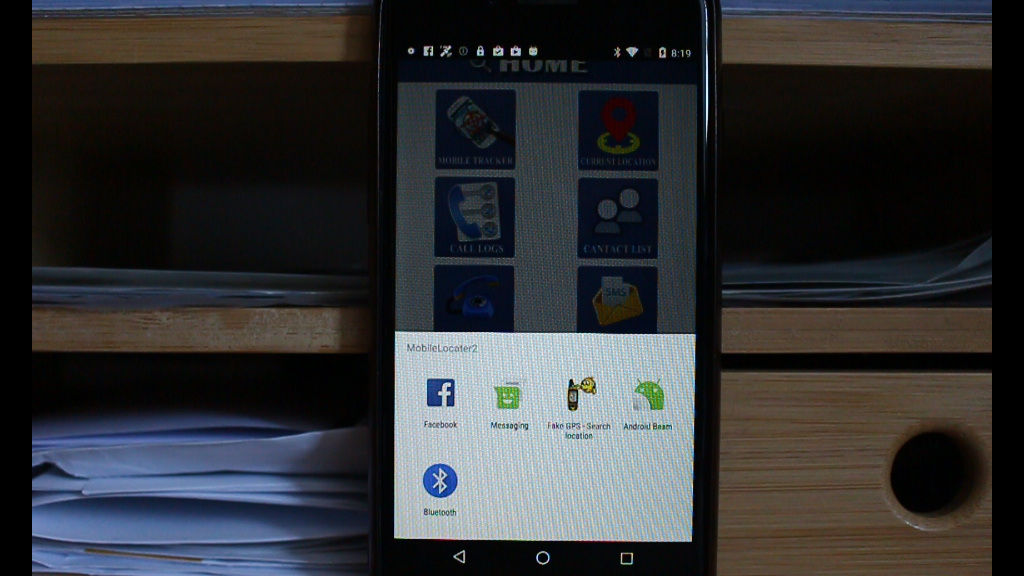 8:19
HOME
MOBILE TRACKER
CURRENT LOCATION
CALL LOGS
CANTACT LIST
SMS
MobileLocater2
Facebook
Messaging
Fake GPS - Search
location
Android Beam
Bluetooth